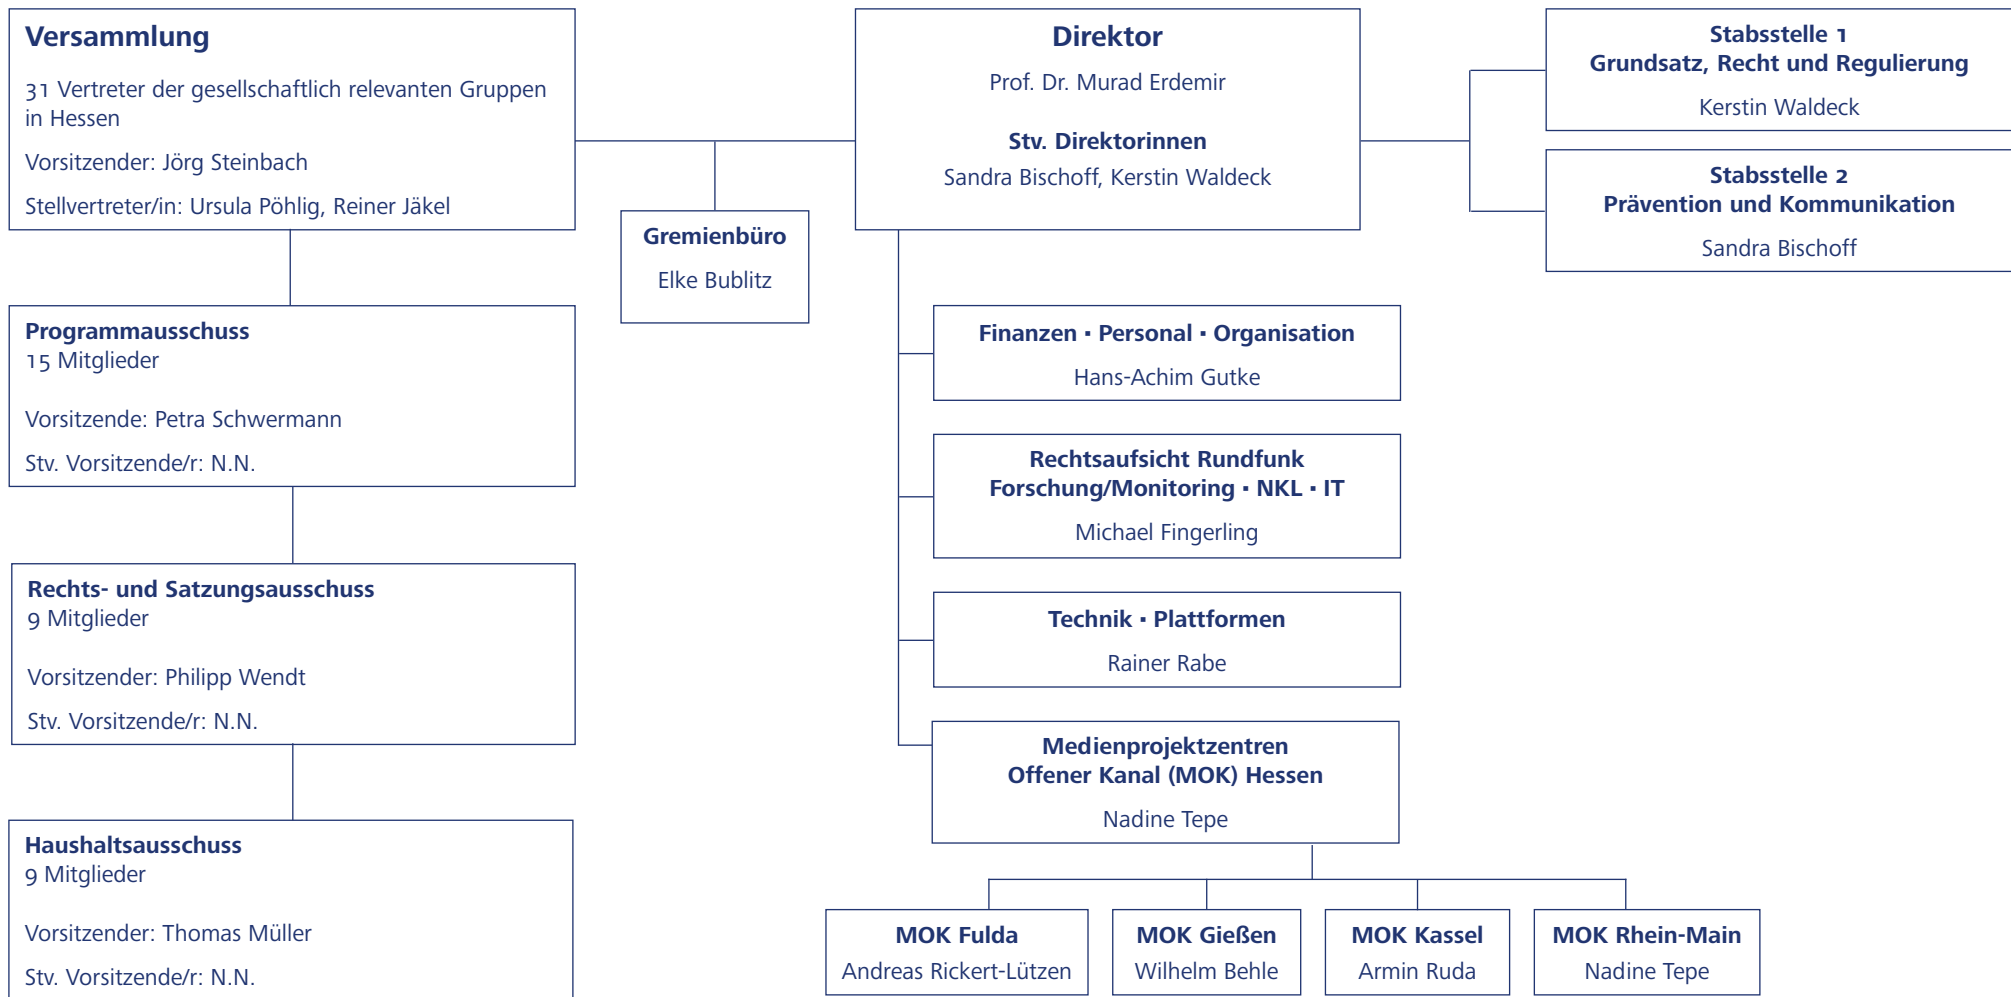 Versammlung
31 Vertreter der gesellschaftlich relevanten Gruppen
in Hessen
Vorsitzender: Jörg Steinbach
Stellvertreter/in: Ursula Pöhlig, Reiner Jäkel
Programmausschuss
15 Mitglieder
Vorsitzende: Petra Schwermann
Stv. Vorsitzende/r: N.N.
Rechts- und Satzungsausschuss
9 Mitglieder
Vorsitzender: Philipp Wendt
Stv. Vorsitzende/r: N.N.
Haushaltsausschuss
9 Mitglieder
Vorsitzender: Thomas Müller
Stv. Vorsitzende/r: N.N.
Gremienbüro
Elke Bublitz
Direktor
Prof. Dr. Murad Erdemir
Stv. Direktorinnen
Sandra Bischoff, Kerstin Waldeck
Stabsstelle 1
Grundsatz, Recht und Regulierung
Kerstin Waldeck
Stabsstelle 2
Prävention und Kommunikation
Sandra Bischoff
Finanzen ▪ Personal ▪ Organisation
Hans-Achim Gutke
Rechtsaufsicht Rundfunk
Forschung/Monitoring ▪ NKL ▪ IT
Michael Fingerling
Technik ▪ Plattformen
Rainer Rabe
Medienprojektzentren
Offener Kanal (MOK) Hessen
Nadine Tepe
MOK Fulda
Andreas Rickert-Lützen
MOK Gießen
Wilhelm Behle
MOK Kassel
Armin Ruda
MOK Rhein-Main
Nadine Tepe